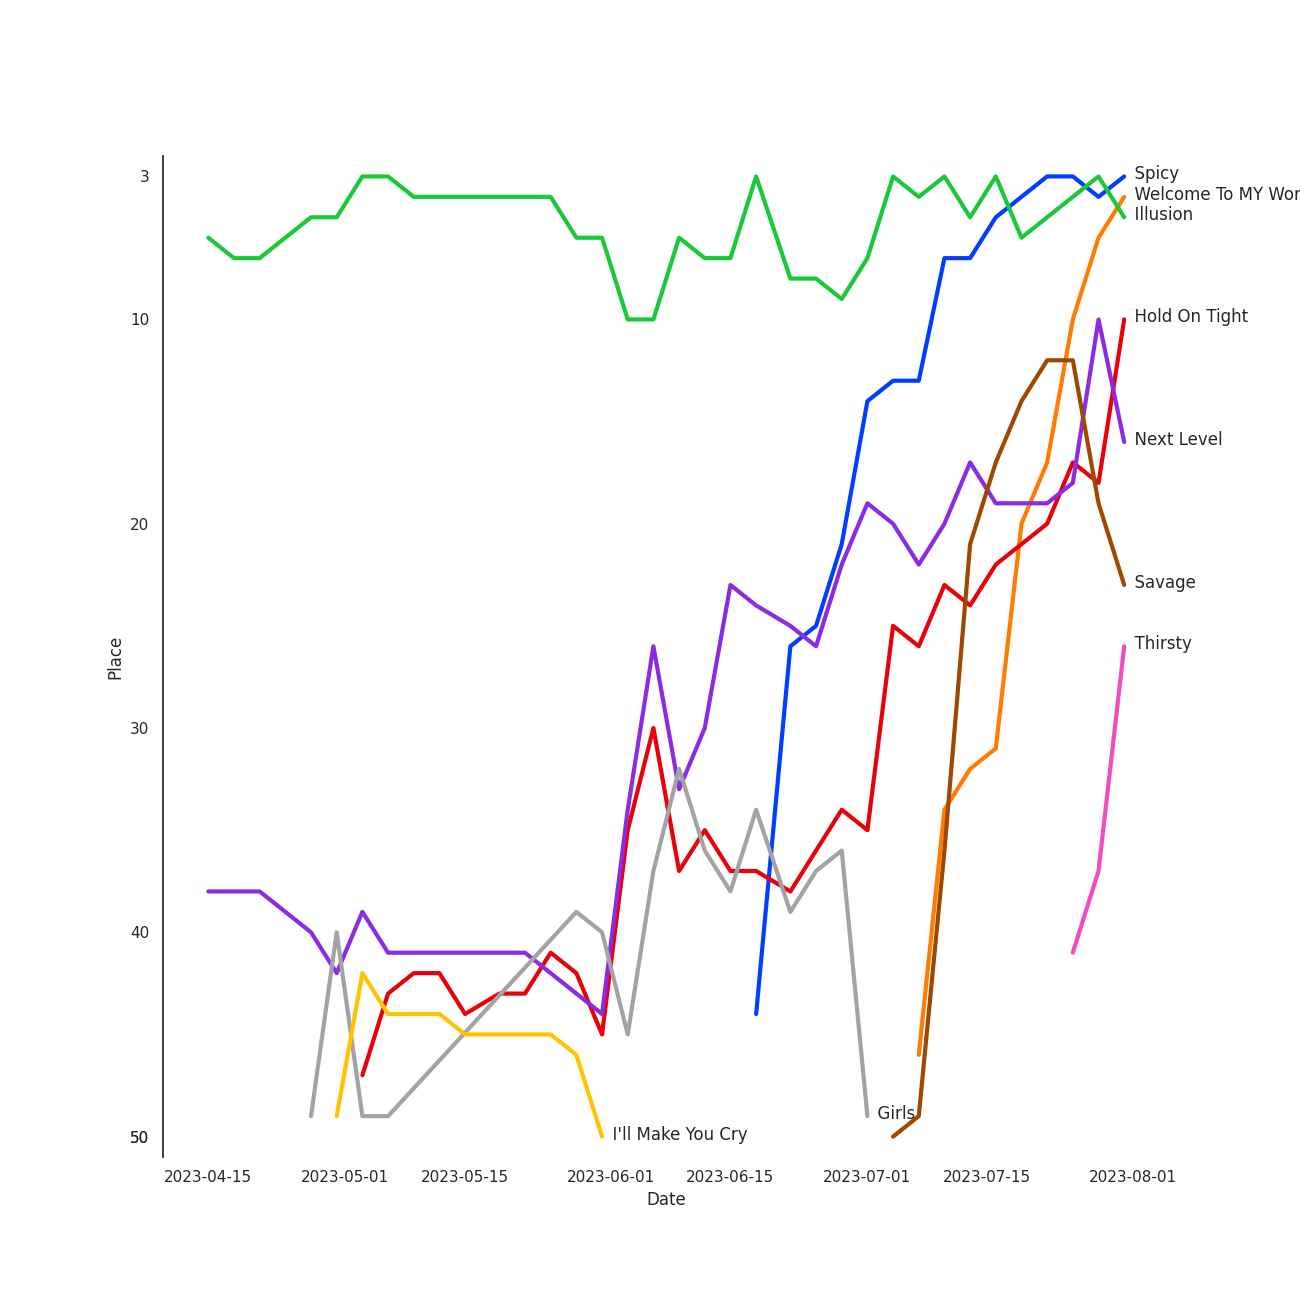 3
10
20
30
40
50
Place
Spicy
Welcome To MY Wor
Illusion
Hold On Tight
Next Level
Savage
Thirsty
Girls
I'll Make You Cry
2023-04-15
2023-05-01
2023-05-15
2023-06-01
2023-06-15
2023-07-01
2023-07-15
2023-08-01
Date